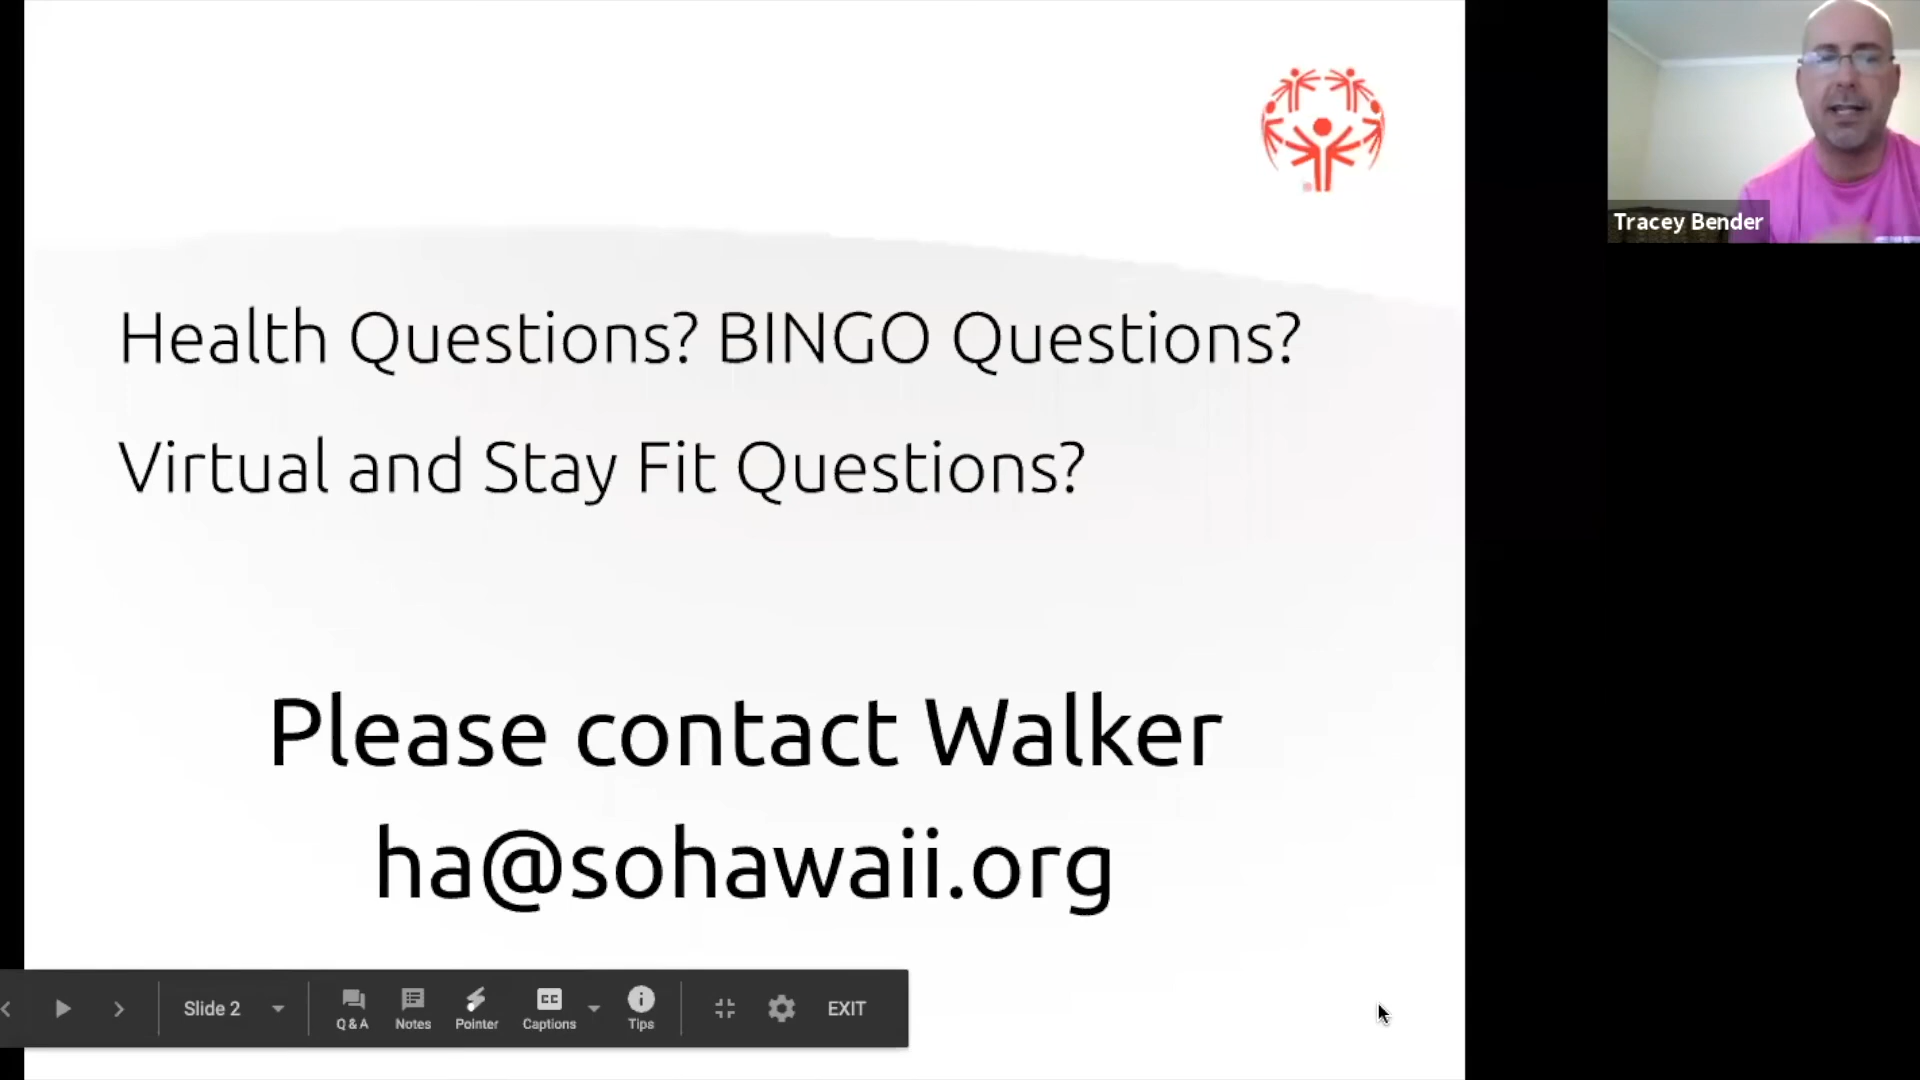 Tracey Bender
Health Questions? BINGO Questions?
Virtual and Stay Fit Questions?
Please contact Walker
ha@sohawaii.org
Slide 2
Q & A
Notes
Pointer
CC
Captions
Tips
EXIT